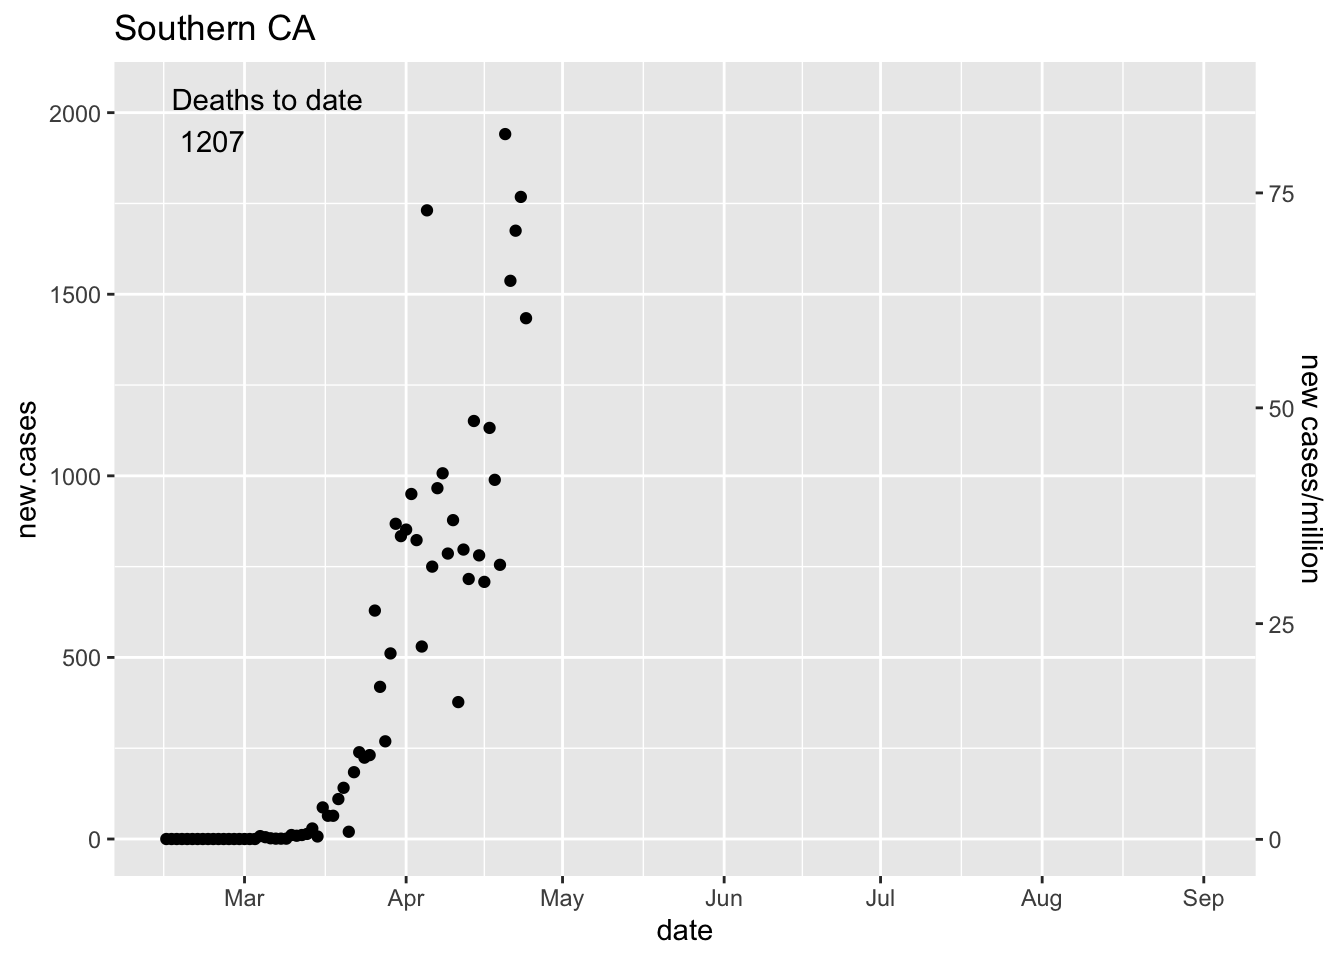 Southern CA
Deaths to date
1207
2000
1500
1000
500
0
new.cases
75
50
25
0
new cases/million
Mar Apr May Jun Jul Aug Sep
date